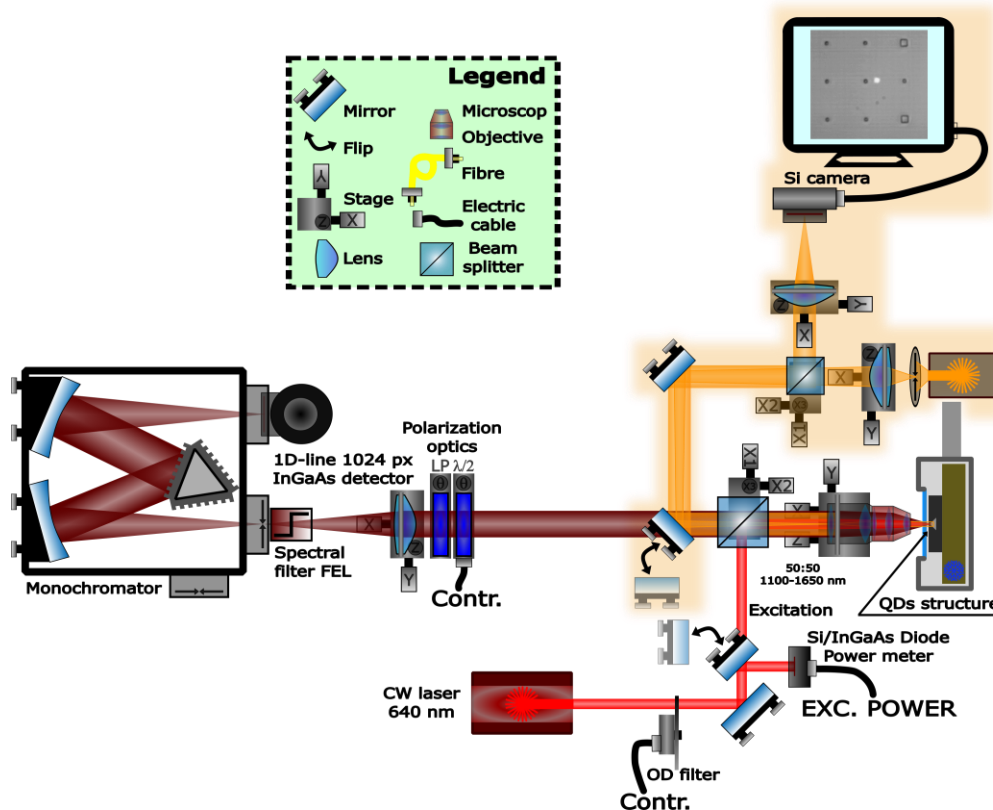 Legend
Mirror
Microscop
Objective
Flip
Fibre
Y
Stage
Z
X
Electric
cable
Lens
Beam
splitter
Si camera
Z
Y
X
X
Z
X2
X3
X1
Y
Polarization
optics
LP λ/2
θ θ
1D-line 1024 px
InGaAs detector
X1
X3
X2
Y
X
Z
X
Z
Y
Spectral
filter FEL
Monochromator
Contr.
50:50
1100-1650 nm
QDs structure
Excitation
Si/InGaAs Diode
Power meter
CW laser
640 nm
EXC. POWER
OD filter
Contr.